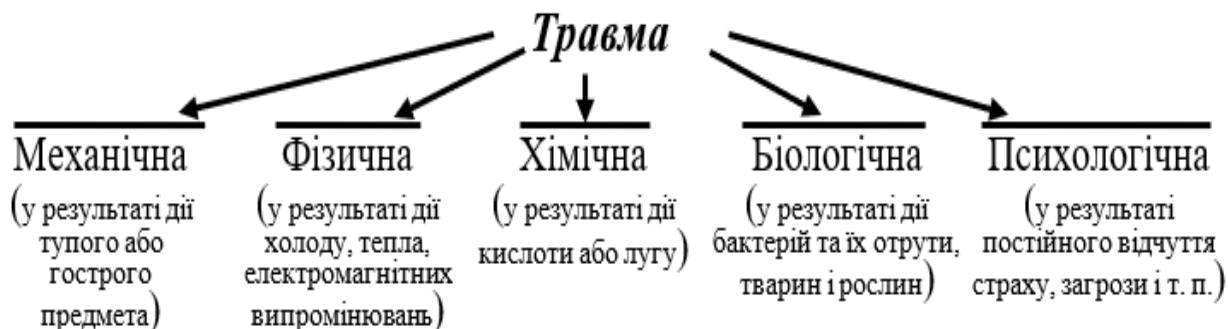 Травма
Механічна
(у результаті дії
тупого або
гострого
предмета)
Фізична
(у результаті дії
холоду, тепла,
електромагнітних
випромінювань)
Хімічна
(у результаті дії
кислоти або лугу)
Біологічна
(у результаті дії
бактерій та їх отрути,
тварин і рослин)
Психологічна
(у результаті
постійного відчуття
страху, загрози і т. п.)